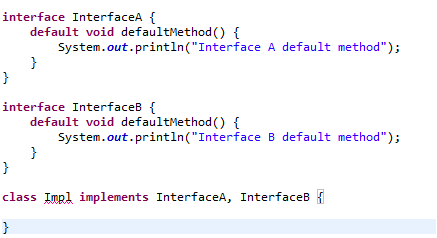 interface InterfaceA {
    default void defaultMethod() {
        System.out.println("Interface A default method");
    }
}
interface InterfaceB {
    default void defaultMethod() {
        System.out.println("Interface B default method");
    }
}
class Impl implements InterfaceA, InterfaceB {
}